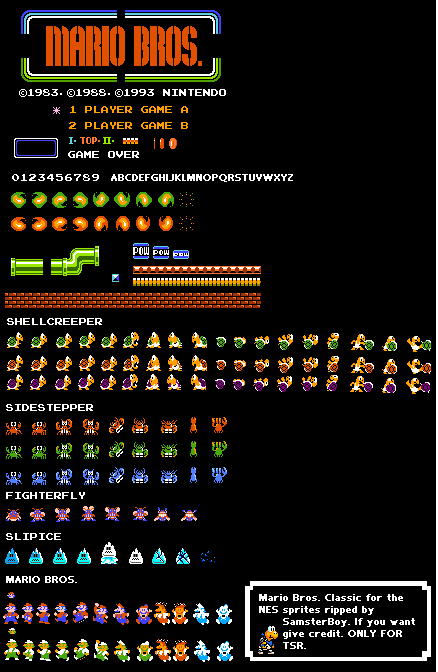 MARIO BROS.
©1983, ©1988, ©1993 NINTENDO
1 PLAYER GAME A
2 PLAYER GAME B
I- TOP- II-
GAME OVER
0123456789 ABCDEFGHIJKLMNOPQRSTUVWXYZ
POW POW POW
SHELLCREEPER
SIDESTEPPER
FIGHTERFLY
SLIPICE
MARIO BROS.
Mario Bros. Classic for the
NES sprites ripped by
SamsterBoy. If you want
give credit. ONLY FOR
TSR.